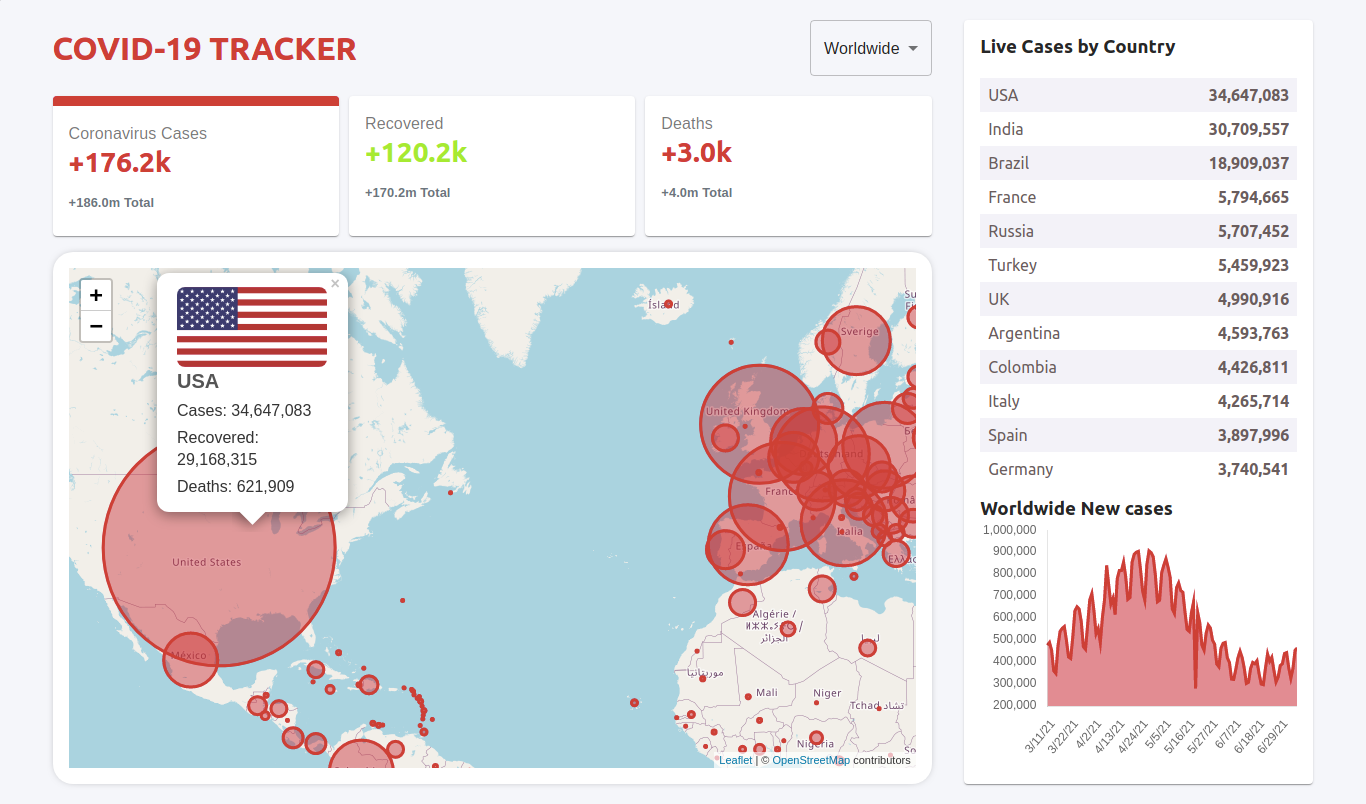 COVID-19 TRACKER
Worldwide
Coronavirus Cases
+176.2k
+186.0m Total
Recovered
+120.2k
+170.2m Total
Deaths
+3.0k
+4.0m Total
+
−
×
USA
Cases: 34,647,083
Recovered:
29,168,315
Deaths: 621,909
United States
México
Ísland
Sverige
United Kingdom
Deutschland
France
Italia
España
Algérie /
الجزائر
ليبيا
موريتانيا
Mali
Niger
Tchad تشاد
Nigeria
Leaflet | © OpenStreetMap contributors
Live Cases by Country
USA 34,647,083
India 30,709,557
Brazil 18,909,037
France 5,794,665
Russia 5,707,452
Turkey 5,459,923
UK 4,990,916
Argentina 4,593,763
Colombia 4,426,811
Italy 4,265,714
Spain 3,897,996
Germany 3,740,541
Worldwide New cases
1,000,000
900,000
800,000
700,000
600,000
500,000
400,000
300,000
200,000
3/11/21
3/22/21
4/2/21
4/13/21
4/24/21
5/5/21
5/16/21
5/27/21
6/7/21
6/18/21
6/29/21